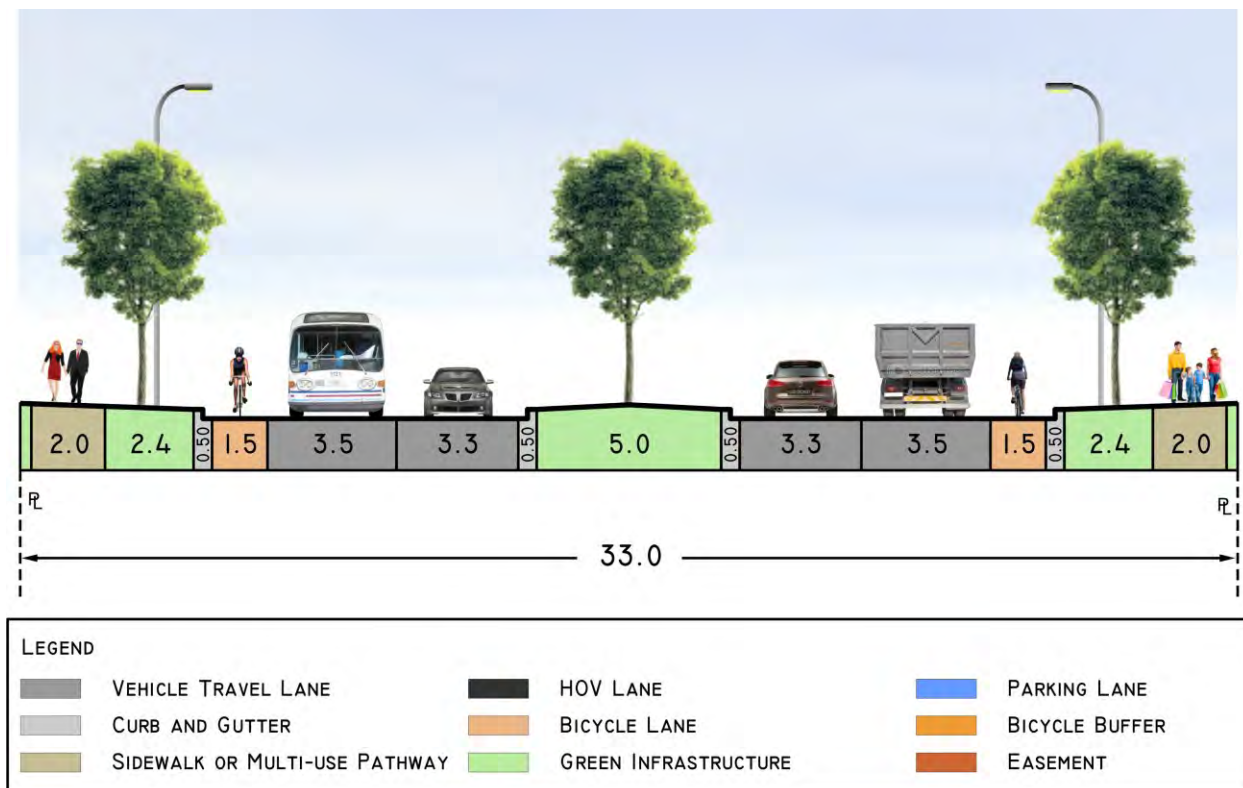 2.0 2.4 0.50 1.5 3.5 3.3 0.50 5.0 0.50 3.3 3.5 1.5 0.50 2.4 2.0
PL PL
33.0
LEGEND
VEHICLE TRAVEL LANE HOV LANE PARKING LANE
CURB AND GUTTER BICYCLE LANE BICYCLE BUFFER
SIDEWALK OR MULTI-USE PATHWAY GREEN INFRASTRUCTURE EASEMENT